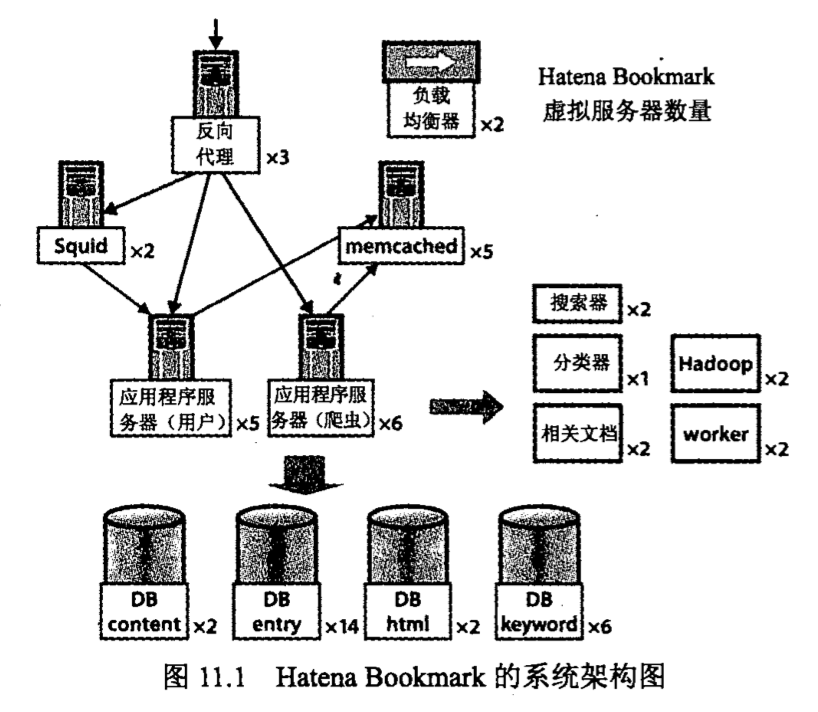 反向
代理
×3
负载
均衡器
×2
Hatena Bookmark
虚拟服务器数量
Squid
×2
memcached
×5
应用程序服
务器（用户）
×5
应用程序服
务器（爬虫）
×6
搜索器
×2
分类器
×1
Hadoop
×2
相关文档
×2
worker
×2
DB
content
×2
DB
entry
×14
DB
html
×2
DB
keyword
×6
图 11.1 Hatena Bookmark 的系统架构图